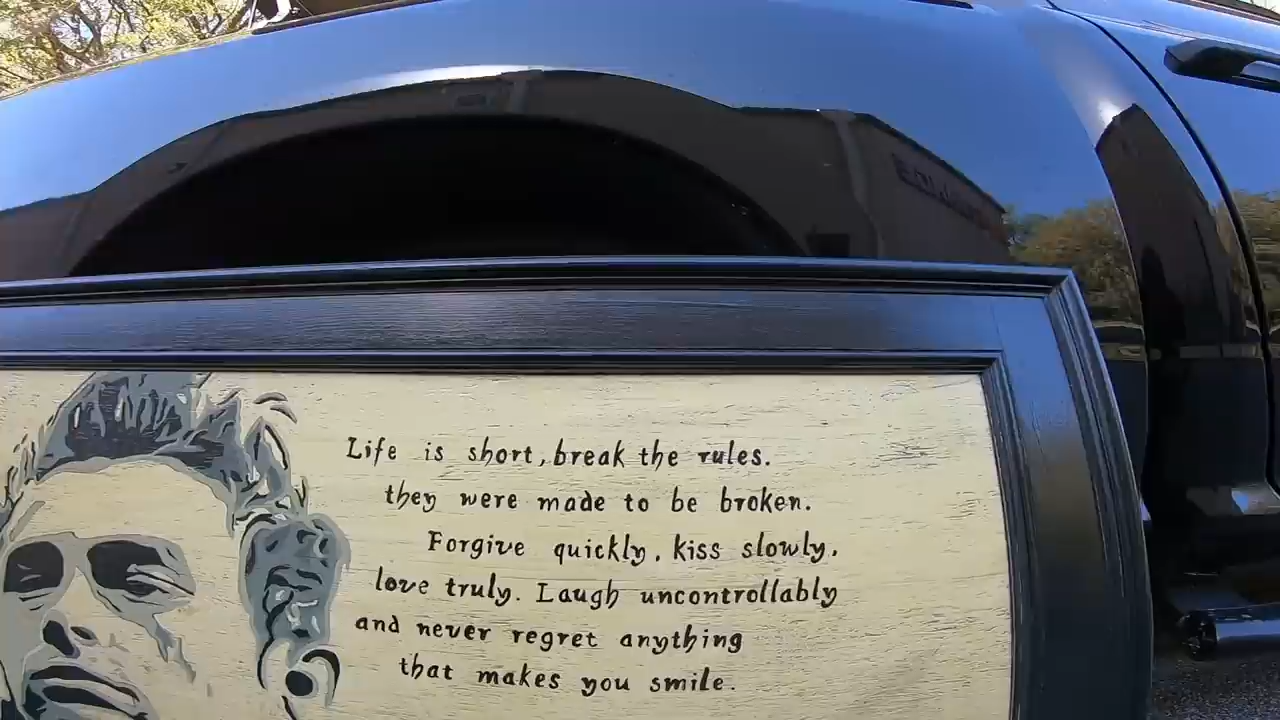 Life is short, break the rules.
they were made to be broken.
Forgive quickly, kiss slowly,
love truly. Laugh uncontrollably
and never regret anything
that makes you smile.